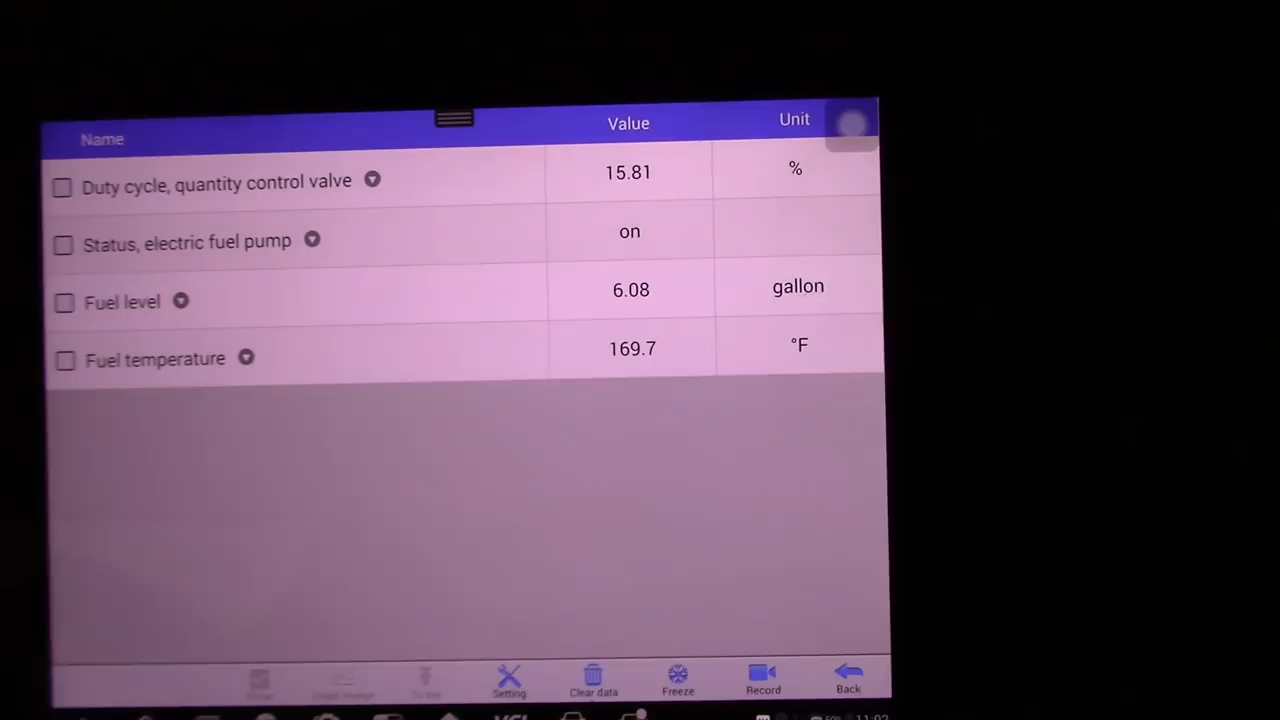 Name Value Unit
Duty cycle, quantity control valve 15.81 %
Status, electric fuel pump on
Fuel level 6.08 gallon
Fuel temperature 169.7 °F
Setting Clear data Freeze Record Back